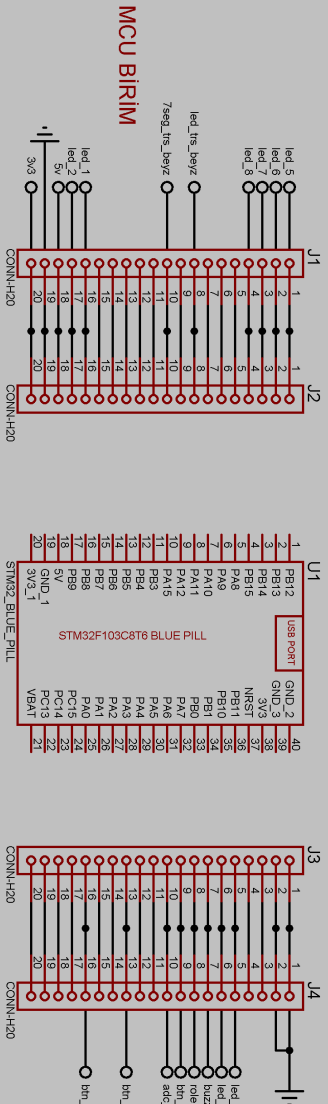 MCU BİRİM
led_5
led_6
led_7
led_8
led_trs_beyz
7seg_trs_beyz
led_1
led_2
5v
3v3
J1
1
2
3
4
5
6
7
8
9
10
11
12
13
14
15
16
17
18
19
20
CONN-H20
J2
1
2
3
4
5
6
7
8
9
10
11
12
13
14
15
16
17
18
19
20
CONN-H20
U1
USB PORT
STM32F103C8T6 BLUE PILL
1 PB12 GND_2 40
2 PB13 GND_3 39
3 PB14 3V3 38
4 PB15 NRST 37
5 PA8 PB11 36
6 PA9 PB10 35
7 PA10 PB1 34
8 PA11 PB0 33
9 PA12 PA7 32
10 PA15 PA6 31
11 PB3 PA5 30
12 PB4 PA4 29
13 PB5 PA3 28
14 PB6 PA2 27
15 PB7 PA1 26
16 PB8 PA0 25
17 PB9 PC15 24
18 5V PC14 23
19 GND_1 PC13 22
20 3V3_1 VBAT 21
STM32_BLUE_PILL
J3
1
2
3
4
5
6
7
8
9
10
11
12
13
14
15
16
17
18
19
20
CONN-H20
J4
1
2
3
4
5
6
7
8
9
10
11
12
13
14
15
16
17
18
19
20
CONN-H20
led_
led_
buz
role
btn_
adc_
btn_
btn_